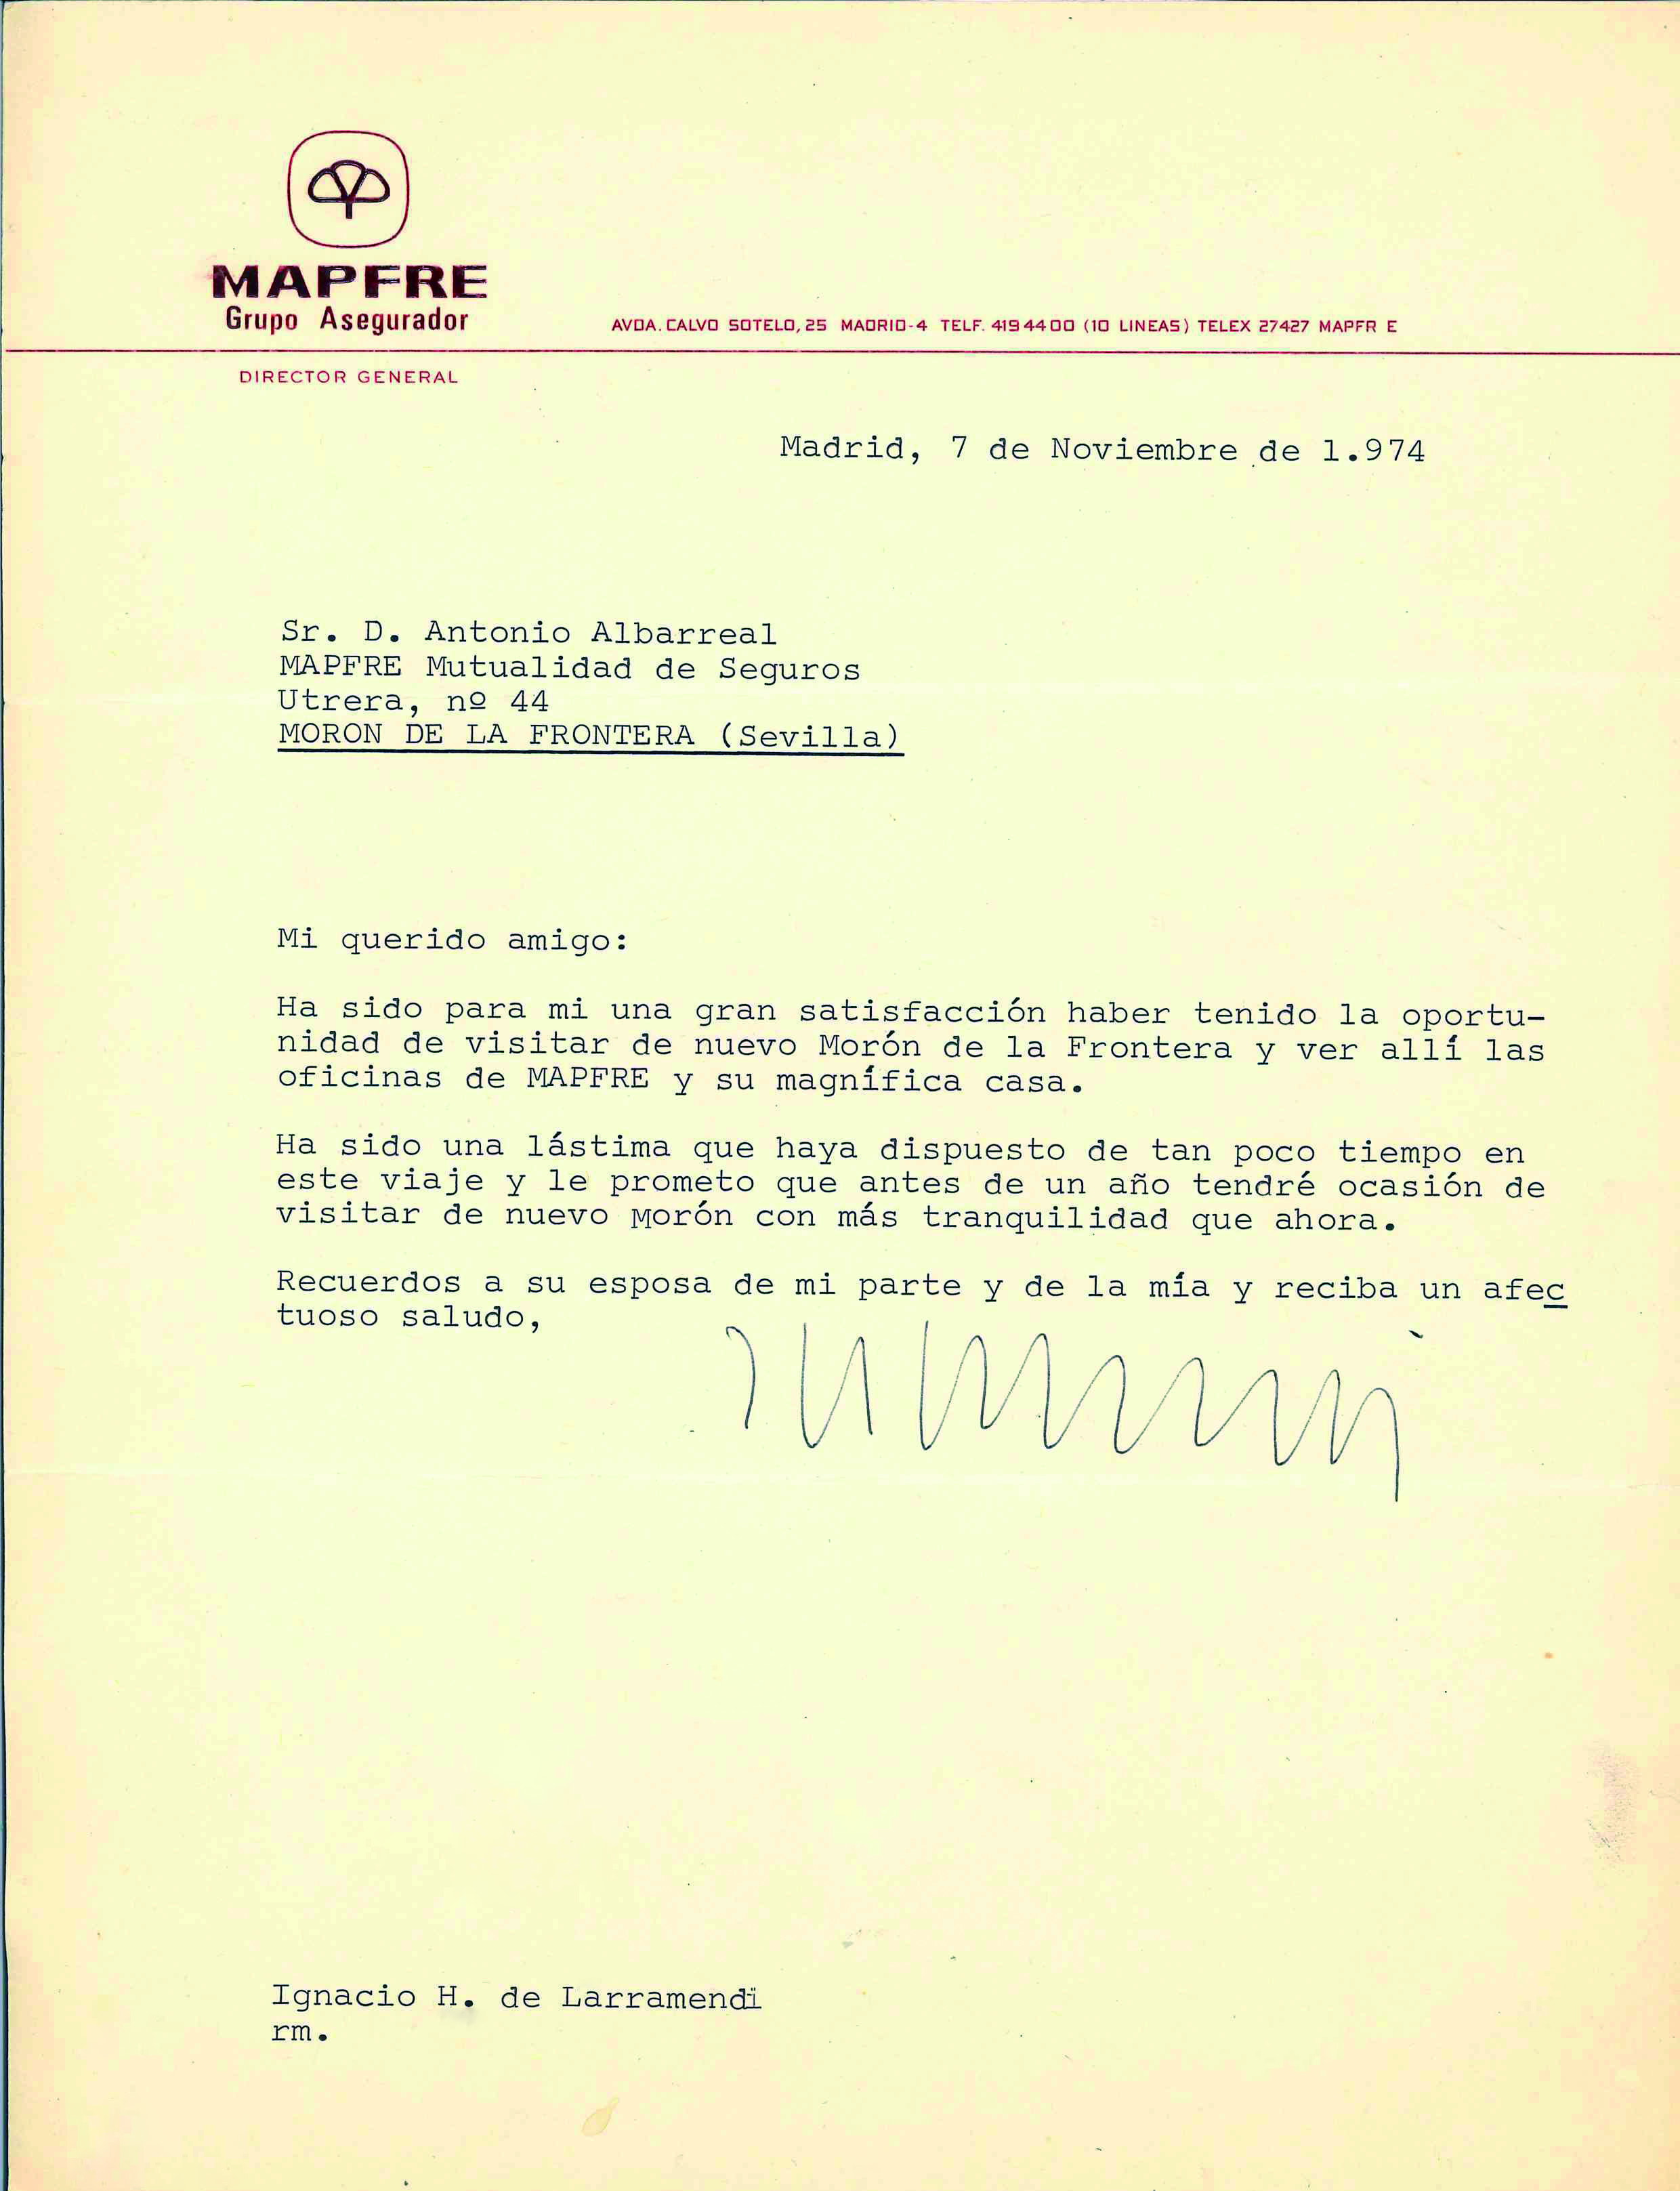 MAPFRE
Grupo Asegurador
AVDA. CALVO SOTELO, 25 MADRID-4 TELF. 419 44 00 (10 LINEAS) TELEX 27427 MAPFR E
DIRECTOR GENERAL
Madrid, 7 de Noviembre de 1.974
Sr. D. Antonio Albarreal
MAPFRE Mutualidad de Seguros
Utrera, nº 44
MORON DE LA FRONTERA (Sevilla)
Mi querido amigo:
Ha sido para mi una gran satisfacción haber tenido la oportu-
nidad de visitar de nuevo Morón de la Frontera y ver allí las
oficinas de MAPFRE y su magnífica casa.
Ha sido una lástima que haya dispuesto de tan poco tiempo en
este viaje y le prometo que antes de un año tendré ocasión de
visitar de nuevo Morón con más tranquilidad que ahora.
Recuerdos a su esposa de mi parte y de la mía y reciba un afec
tuoso saludo,
Ignacio H. de Larramendi
rm.